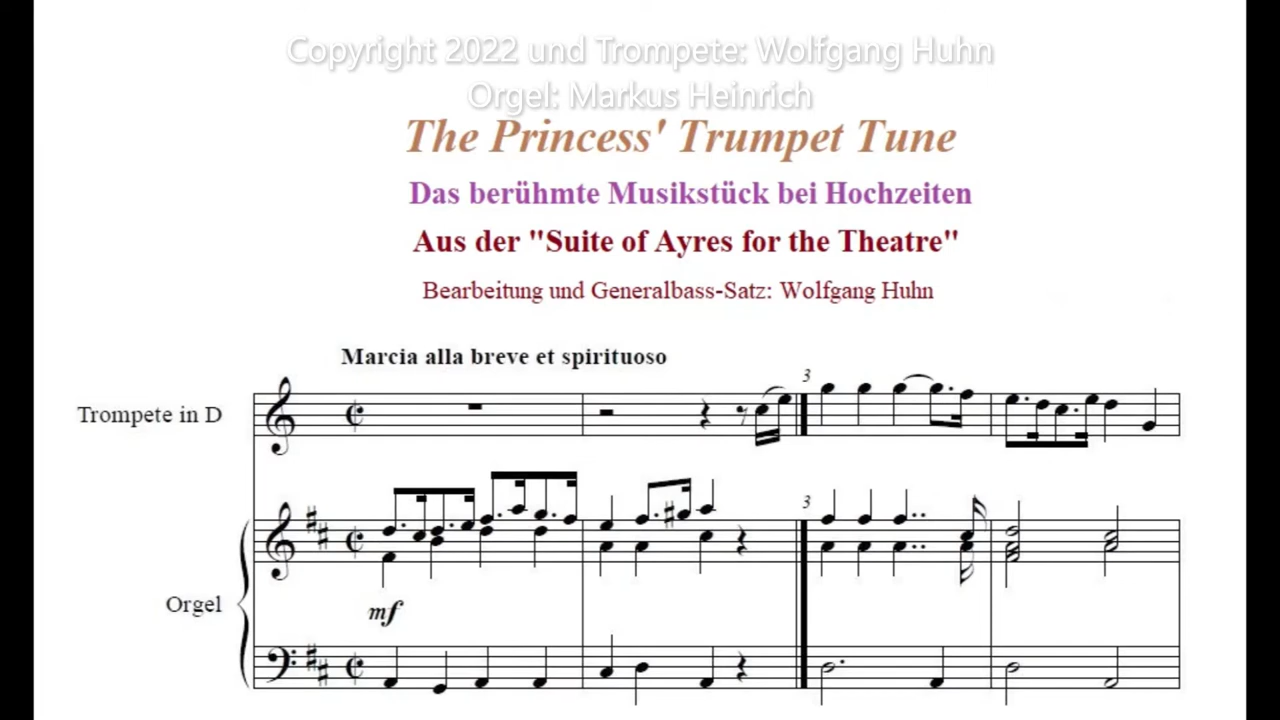 Copyright 2022 und Trompete: Wolfgang Huhn
Orgel: Markus Heinrich
The Princess' Trumpet Tune
Das berühmte Musikstück bei Hochzeiten
Aus der "Suite of Ayres for the Theatre"
Bearbeitung und Generalbass-Satz: Wolfgang Huhn
Marcia alla breve et spirituoso
3
Trompete in D
3
Orgel
mf